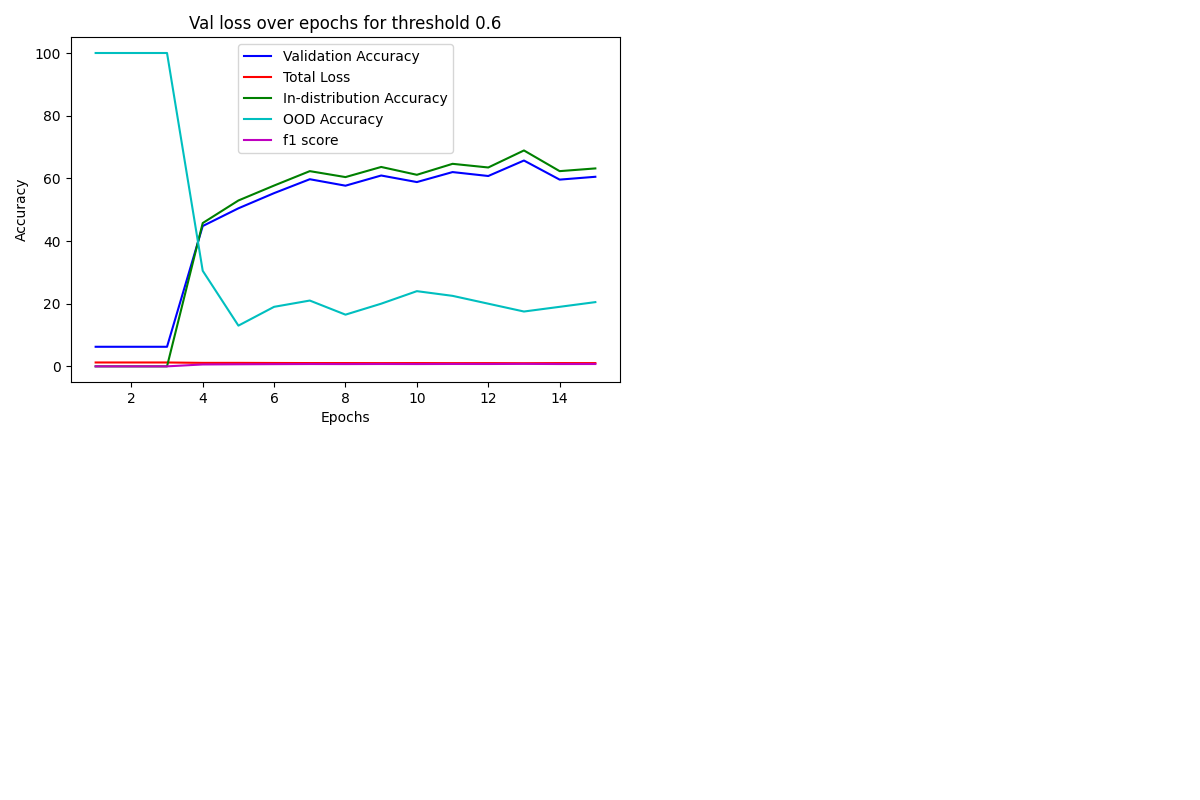 Val loss over epochs for threshold 0.6
Validation Accuracy
Total Loss
In-distribution Accuracy
OOD Accuracy
f1 score
Accuracy
100
80
60
40
20
0
2 4 6 8 10 12 14
Epochs